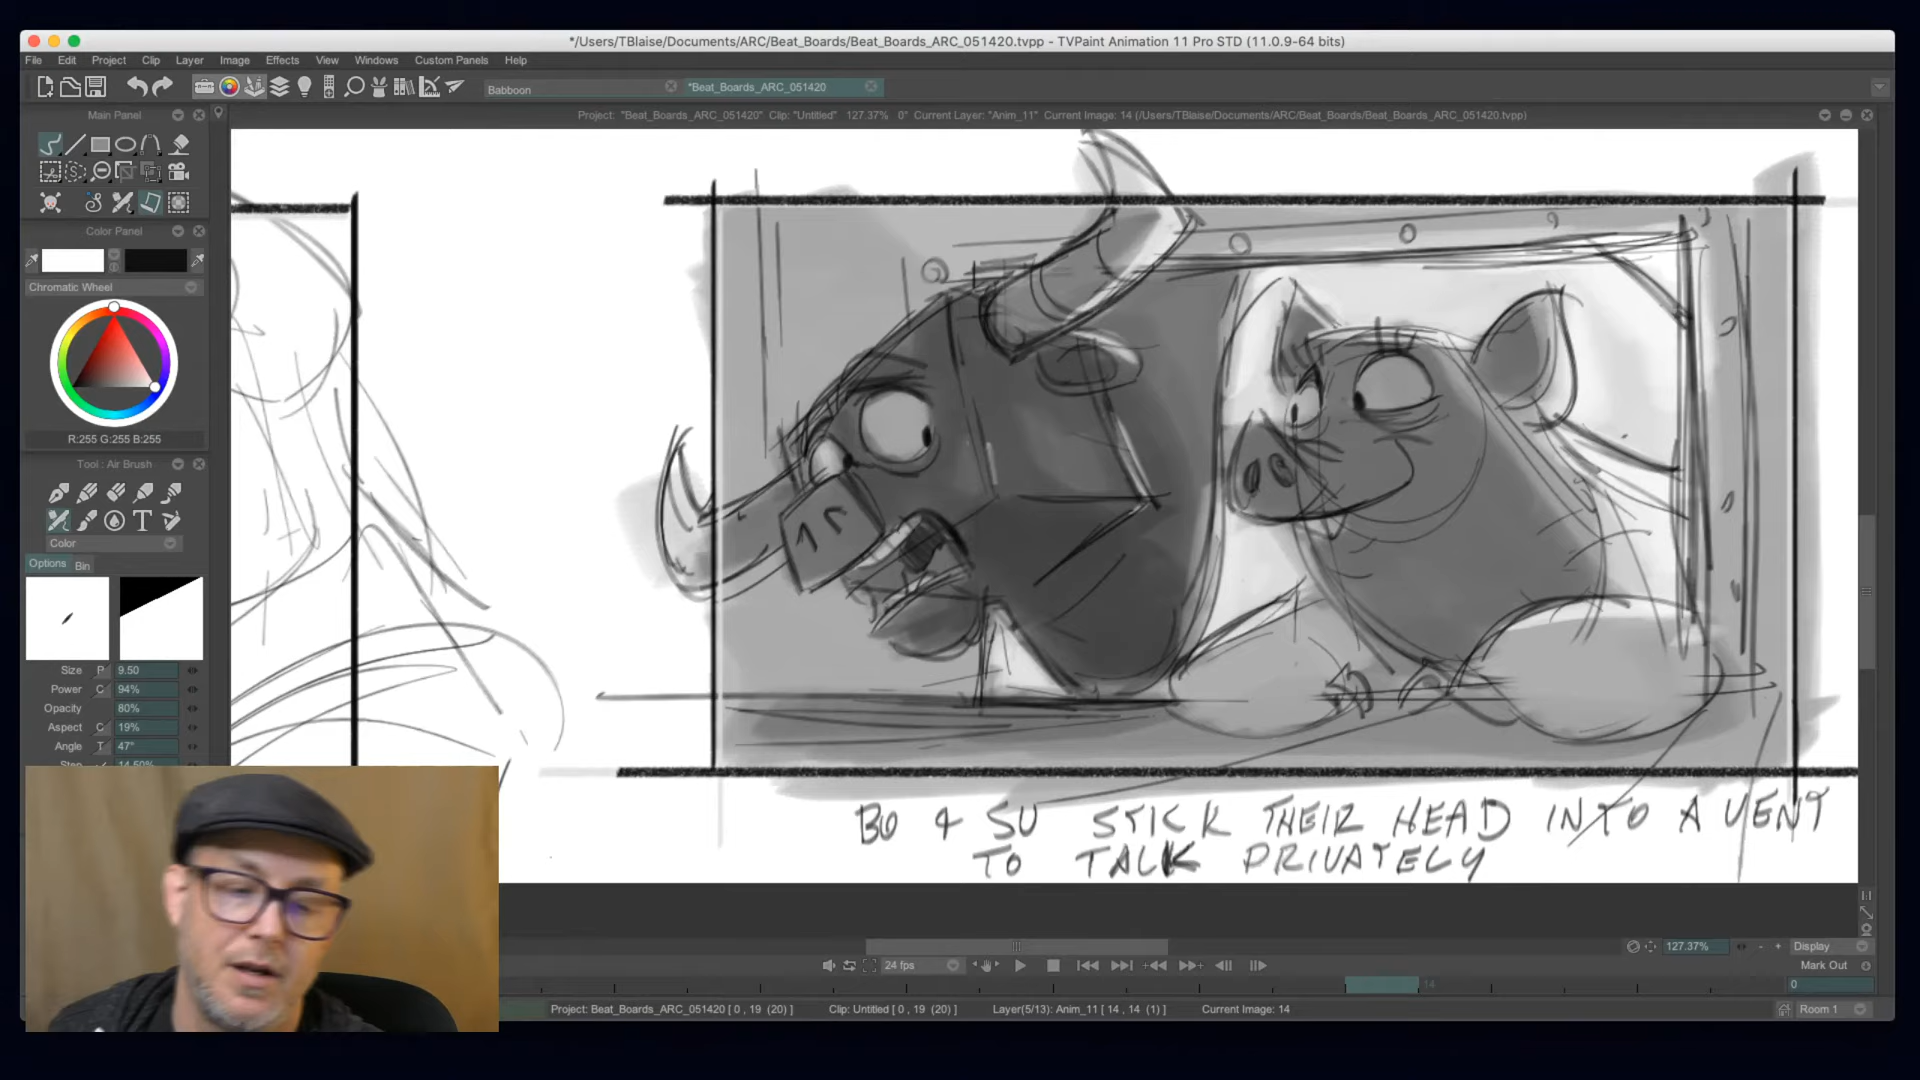 */Users/TBlaise/Documents/ARC/Beat_Boards/Beat_Boards_ARC_051420.tvpp - TVPaint Animation 11 Pro STD (11.0.9-64 bits)
File Edit Project Clip Layer Image Effects View Windows Custom Panels Help
Babboon *Beat_Boards_ARC_051420
Main Panel
Project: "Beat_Boards_ARC_051420" Clip: "Untitled" 127.37% 0° Current Layer: "Anim_11" Current Image: 14 (/Users/TBlaise/Documents/ARC/Beat_Boards/Beat_Boards_ARC_051420.tvpp)
Color Panel
Chromatic Wheel
R:255 G:255 B:255
Tool : Air Brush
Color
Options Bin
Size P 9.50
Power C 94%
Opacity 80%
Aspect C 19%
Angle T 47°
Step 14.50%
BO & SU STICK THEIR HEAD INTO A VENT
TO TALK PRIVATELY
127.37% Display
24 fps
Mark Out
14 0
Project: Beat_Boards_ARC_051420 [ 0 , 19 (20) ] Clip: Untitled [ 0 , 19 (20) ] Layer(5/13): Anim_11 [ 14 , 14 (1) ] Current Image: 14 Room 1